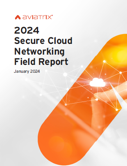 AVIATRIX
2024
Secure Cloud
Networking
Field Report
January 2024